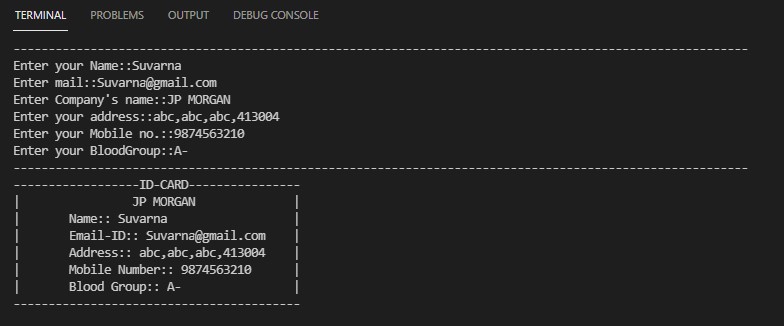 TERMINAL PROBLEMS OUTPUT DEBUG CONSOLE
---------------------------------------------------------------------------------------------------------
Enter your Name::Suvarna
Enter mail::Suvarna@gmail.com
Enter Company's name::JP MORGAN
Enter your address::abc,abc,abc,413004
Enter your Mobile no.::9874563210
Enter your BloodGroup::A-
---------------------------------------------------------------------------------------------------------
------------------ID-CARD----------------
|                JP MORGAN              |
|       Name:: Suvarna                  |
|       Email-ID:: Suvarna@gmail.com    |
|       Address:: abc,abc,abc,413004    |
|       Mobile Number:: 9874563210      |
|       Blood Group:: A-                |
-----------------------------------------